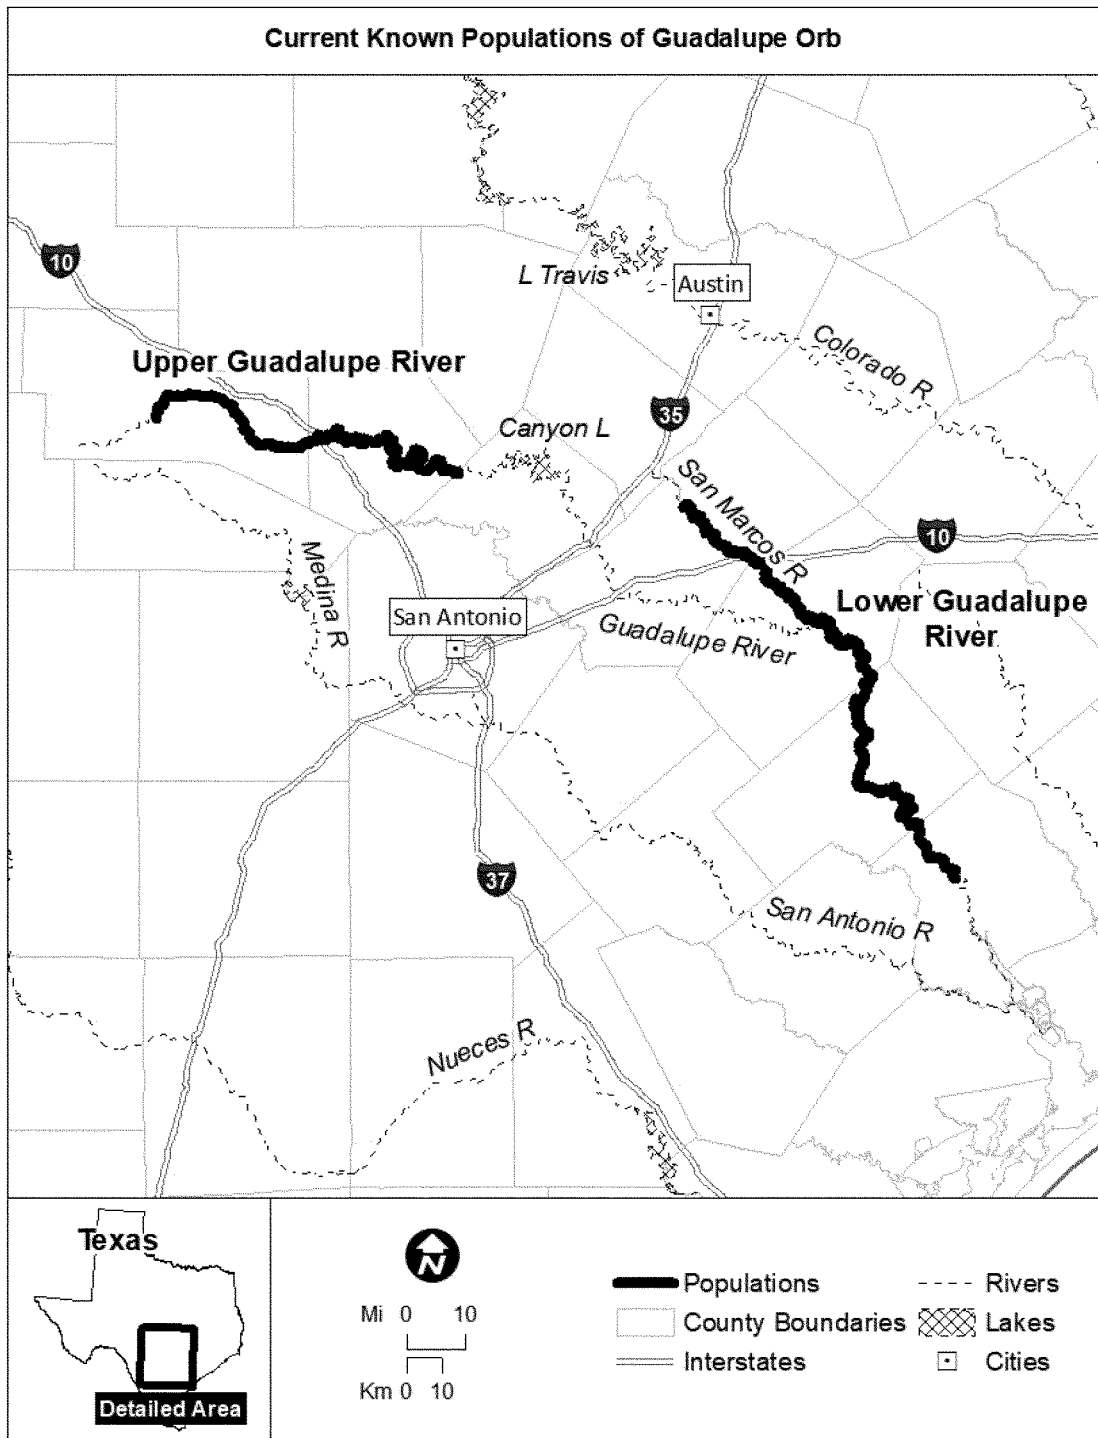 Current Known Populations of Guadalupe Orb
10
L Travis
Austin
Upper Guadalupe River
Colorado R
35
Canyon L
San Marcos R
10
Medina R
San Antonio
Lower Guadalupe
River
Guadalupe River
37
San Antonio R
Nueces R
Texas
Detailed Area
N
Mi 0 10
Km 0 10
Populations
County Boundaries
Interstates
Rivers
Lakes
Cities